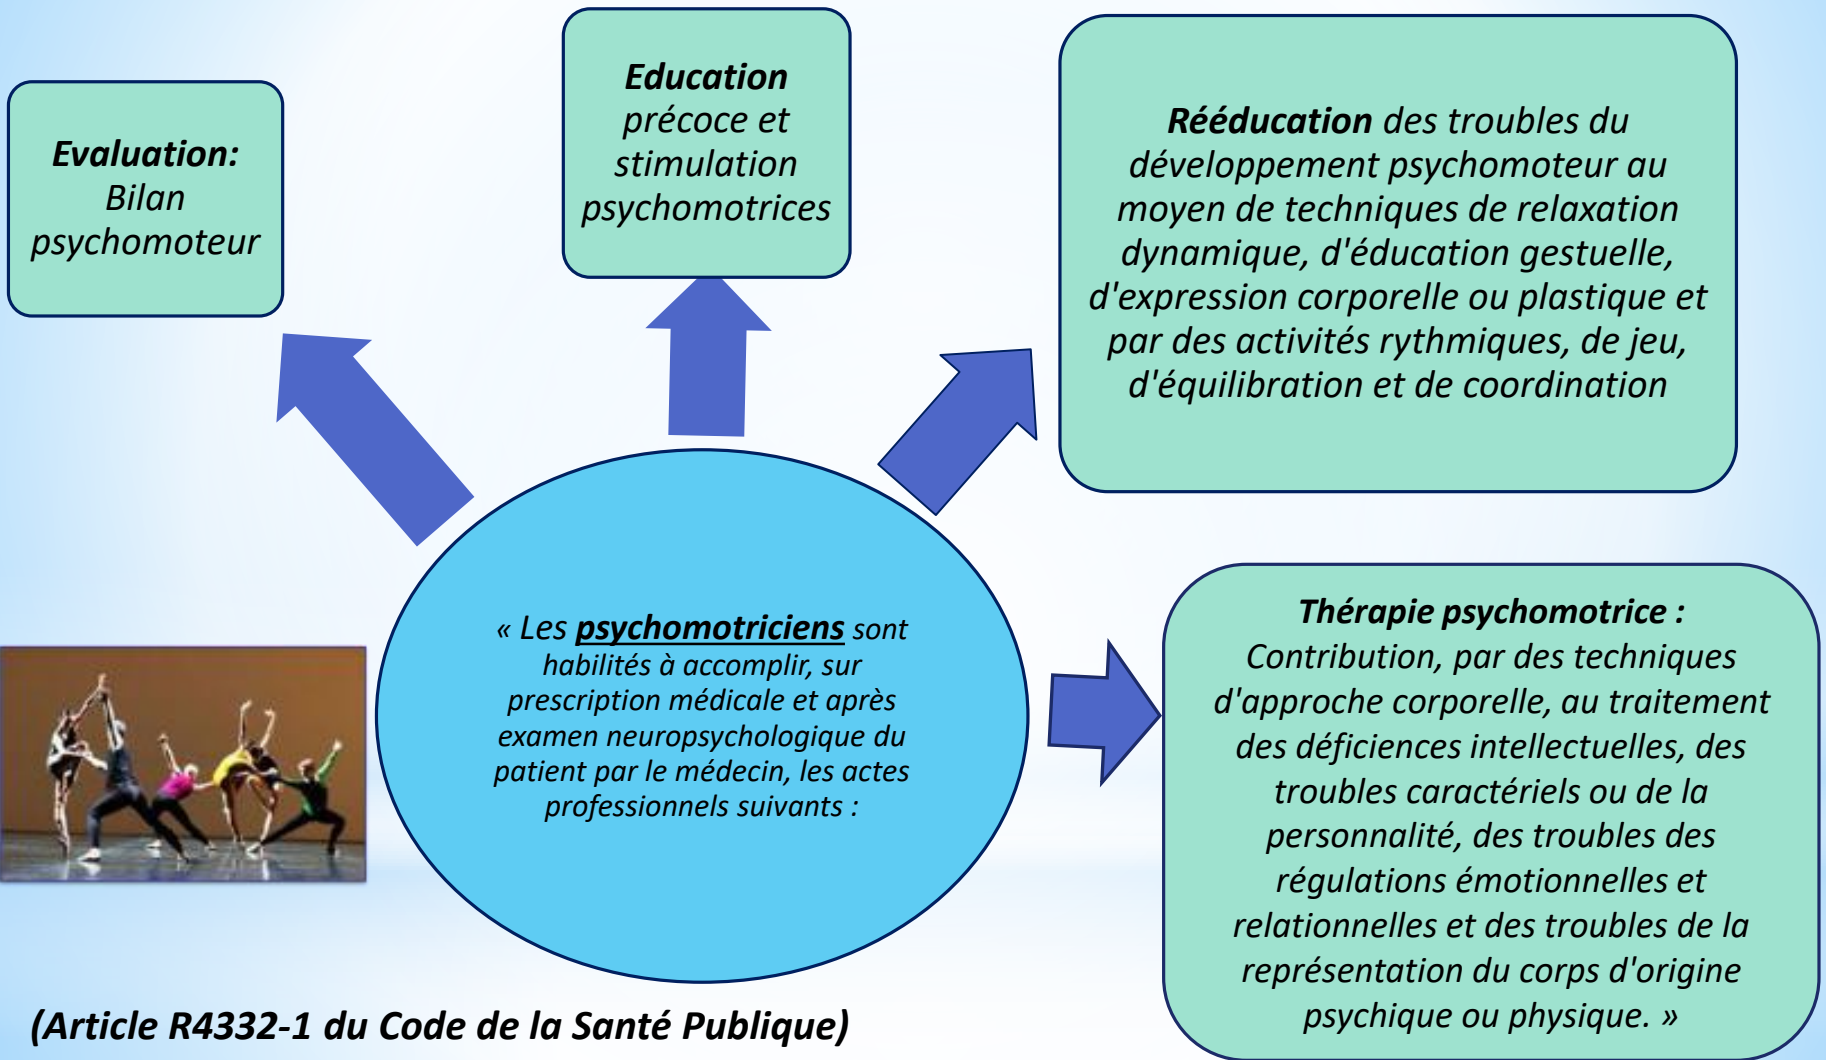 Evaluation:
Bilan
psychomoteur
Education
précoce et
stimulation
psychomotrices
Rééducation des troubles du
développement psychomoteur au
moyen de techniques de relaxation
dynamique, d'éducation gestuelle,
d'expression corporelle ou plastique et
par des activités rythmiques, de jeu,
d'équilibration et de coordination
« Les psychomotriciens sont
habilités à accomplir, sur
prescription médicale et après
examen neuropsychologique du
patient par le médecin, les actes
professionnels suivants :
Thérapie psychomotrice :
Contribution, par des techniques
d'approche corporelle, au traitement
des déficiences intellectuelles, des
troubles caractériels ou de la
personnalité, des troubles des
régulations émotionnelles et
relationnelles et des troubles de la
représentation du corps d'origine
psychique ou physique. »
(Article R4332-1 du Code de la Santé Publique)